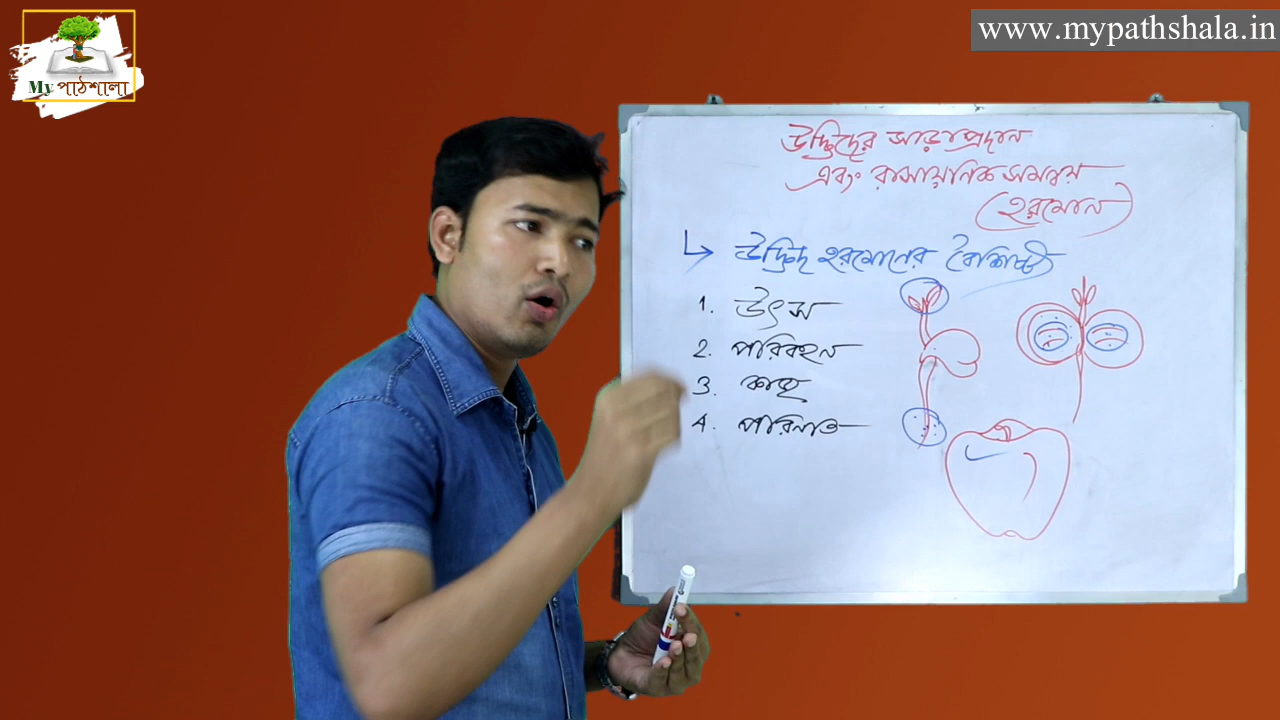 My পাঠশালা
www.mypathshala.in
উদ্ভিদের সাড়াপ্রদান
এবং রাসায়নিক সমন্বয়
(হরমোন)
উদ্ভিদ হরমোনের বৈশিষ্ট্য
1. উৎস
2. পরিবহন
3. কাজ
4. পরিণতি